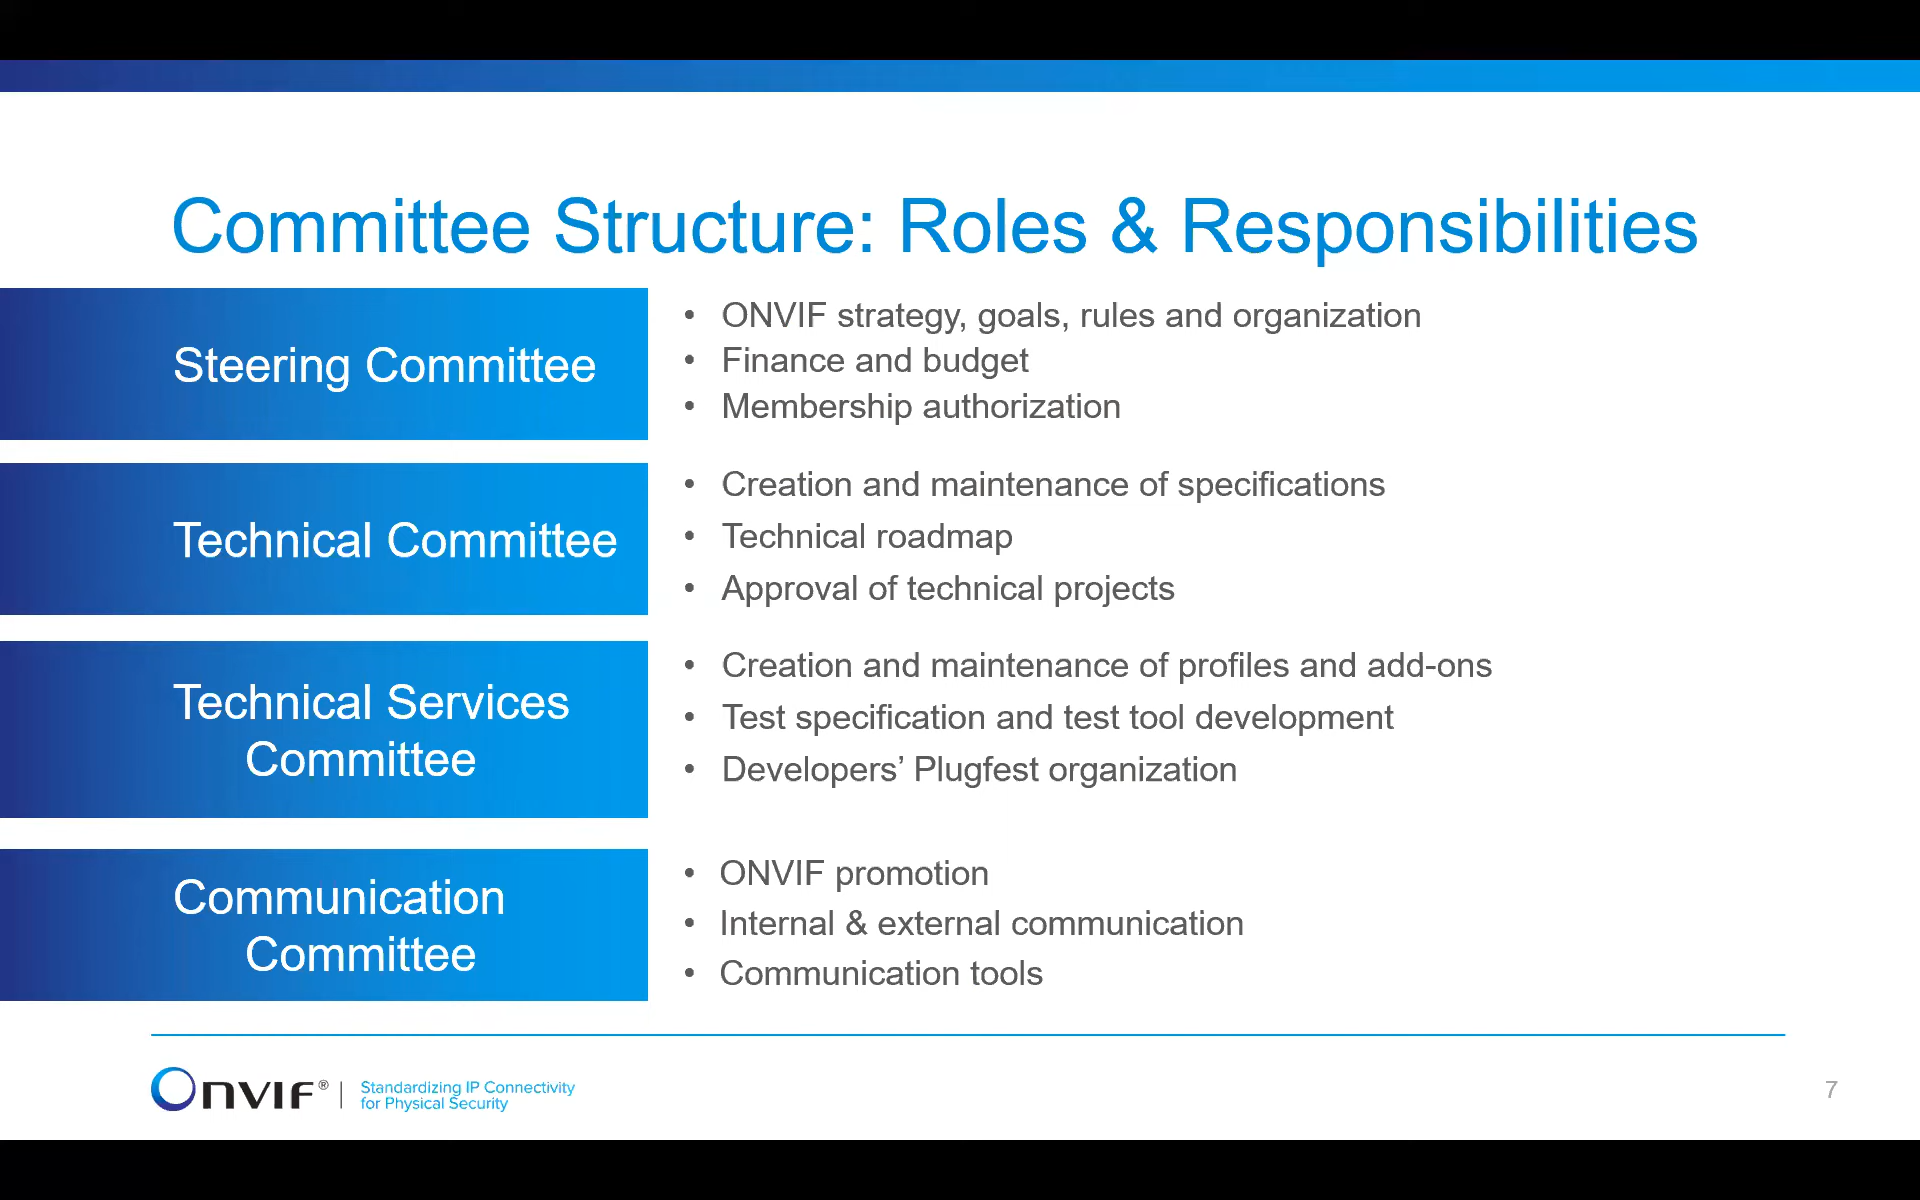 Committee Structure: Roles & Responsibilities
Steering Committee
• ONVIF strategy, goals, rules and organization
• Finance and budget
• Membership authorization
Technical Committee
• Creation and maintenance of specifications
• Technical roadmap
• Approval of technical projects
Technical Services
Committee
• Creation and maintenance of profiles and add-ons
• Test specification and test tool development
• Developers’ Plugfest organization
Communication
Committee
• ONVIF promotion
• Internal & external communication
• Communication tools
ONVIF® | Standardizing IP Connectivity
for Physical Security
7